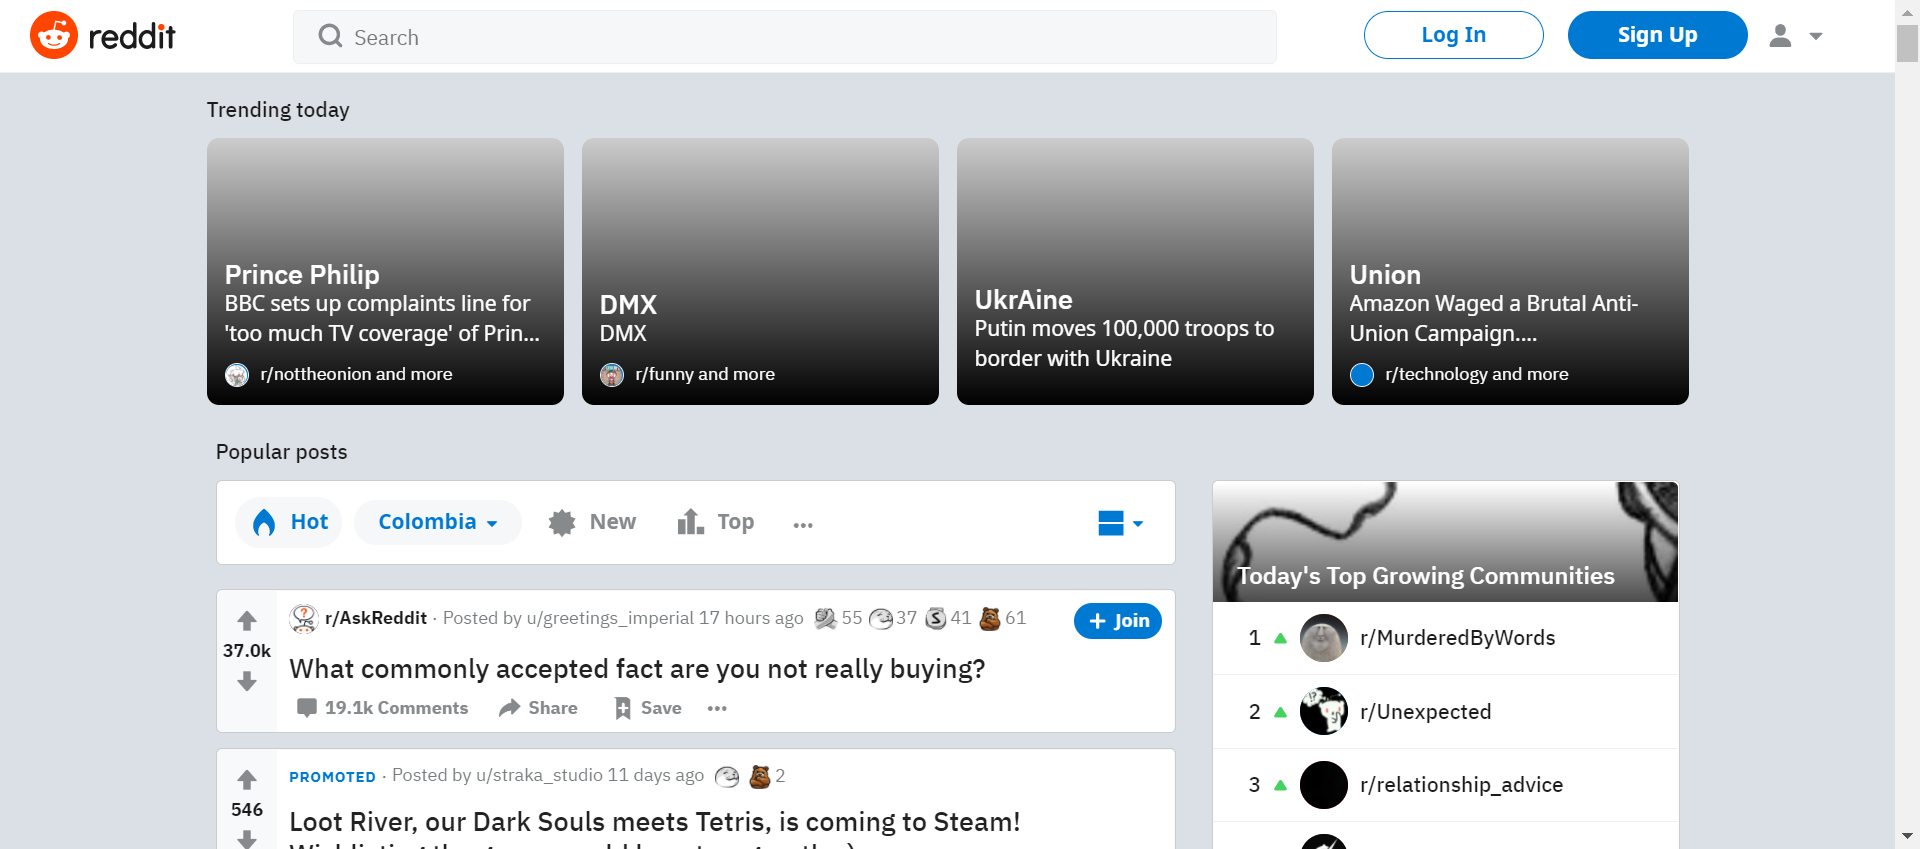 reddit
Search
Log In
Sign Up
Trending today
Prince Philip
BBC sets up complaints line for
'too much TV coverage' of Prin...
r/nottheonion and more
DMX
DMX
r/funny and more
UkrAine
Putin moves 100,000 troops to
border with Ukraine
Union
Amazon Waged a Brutal Anti-
Union Campaign....
r/technology and more
Popular posts
Hot
Colombia
New
Top
...
37.0k
r/AskReddit · Posted by u/greetings_imperial 17 hours ago 55 37 S 41 61
+ Join
What commonly accepted fact are you not really buying?
19.1k Comments
Share
Save
...
546
PROMOTED · Posted by u/straka_studio 11 days ago 2
Loot River, our Dark Souls meets Tetris, is coming to Steam!
Today's Top Growing Communities
1 r/MurderedByWords
2 r/Unexpected
3 r/relationship_advice